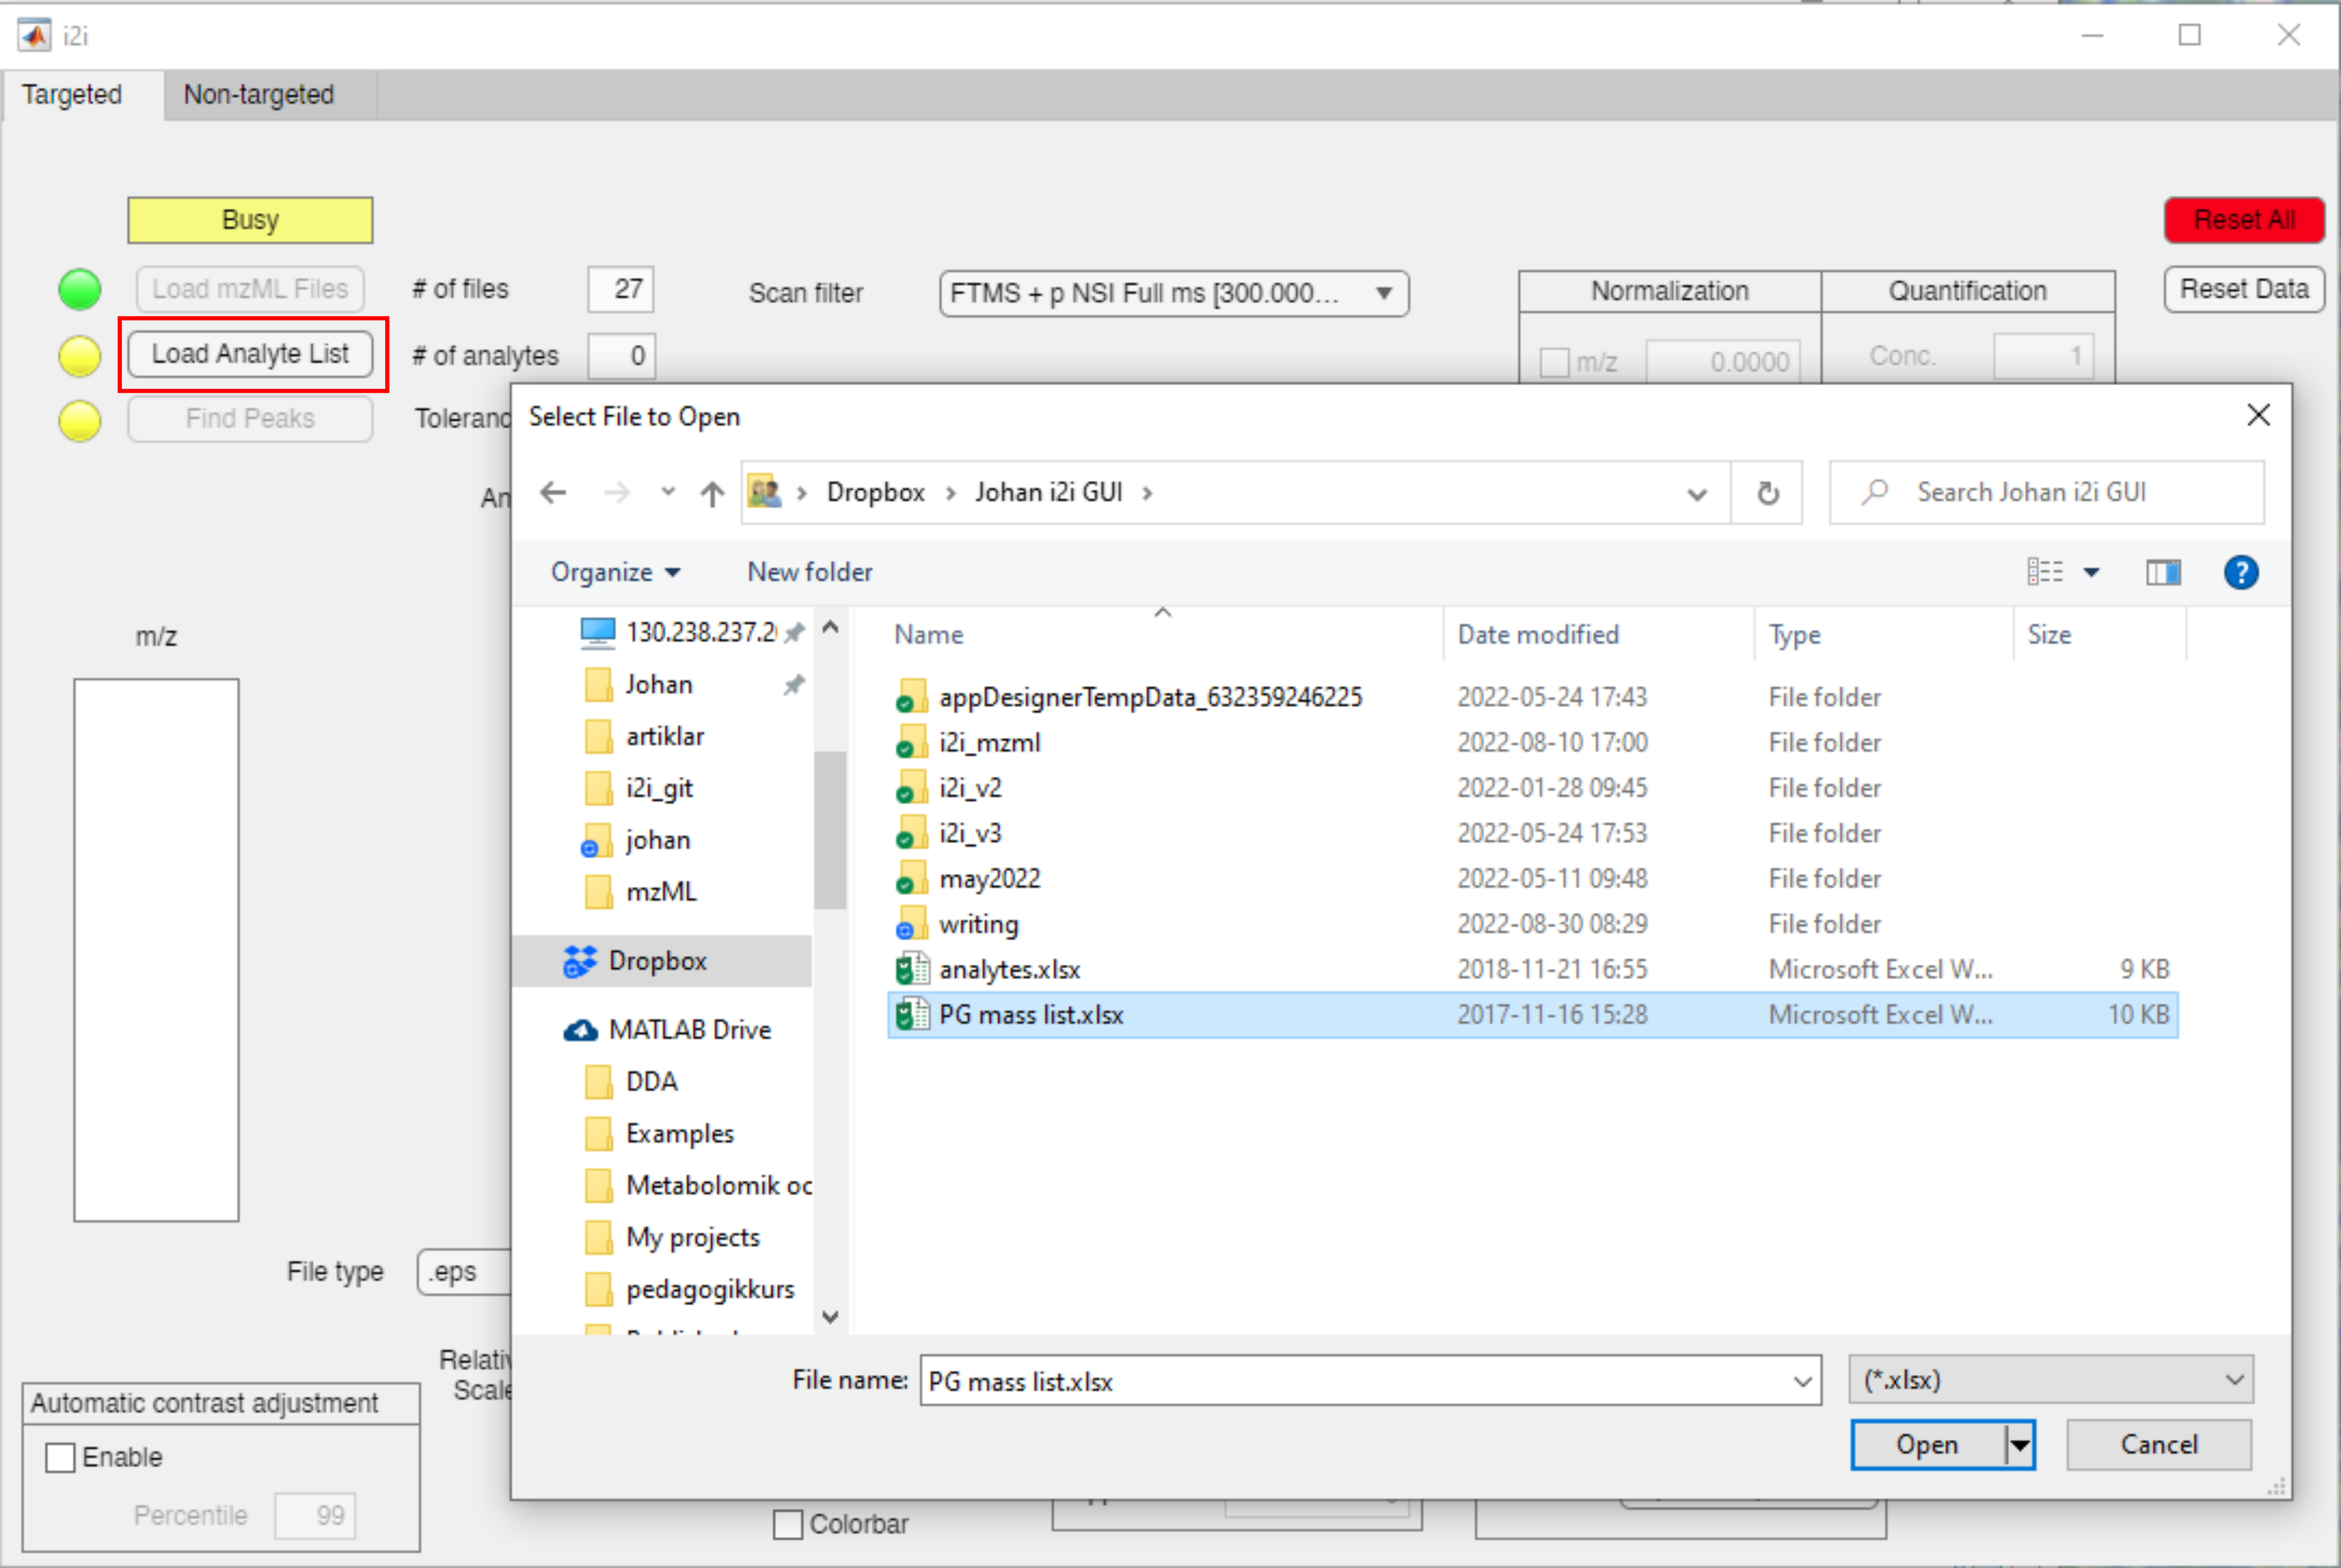 i2i
Targeted Non-targeted
Busy Reset All
Load mzML Files # of files 27 Scan filter FTMS + p NSI Full ms [300.000... Normalization Quantification Reset Data
Load Analyte List # of analytes 0 m/z 0.0000 Conc. 1
Find Peaks Toleranc
An
m/z
Select File to Open
Dropbox Johan i2i GUI Search Johan i2i GUI
Organize New folder
130.238.237.2
Johan
artiklar
i2i_git
johan
mzML
Dropbox
MATLAB Drive
DDA
Examples
Metabolomik oc
My projects
pedagogikkurs
Name Date modified Type Size
appDesignerTempData_632359246225 2022-05-24 17:43 File folder
i2i_mzml 2022-08-10 17:00 File folder
i2i_v2 2022-01-28 09:45 File folder
i2i_v3 2022-05-24 17:53 File folder
may2022 2022-05-11 09:48 File folder
writing 2022-08-30 08:29 File folder
analytes.xlsx 2018-11-21 16:55 Microsoft Excel W... 9 KB
PG mass list.xlsx 2017-11-16 15:28 Microsoft Excel W... 10 KB
File name: PG mass list.xlsx (*.xlsx)
Open Cancel
File type .eps
Relativ
Scale
Automatic contrast adjustment
Enable
Percentile 99
Colorbar